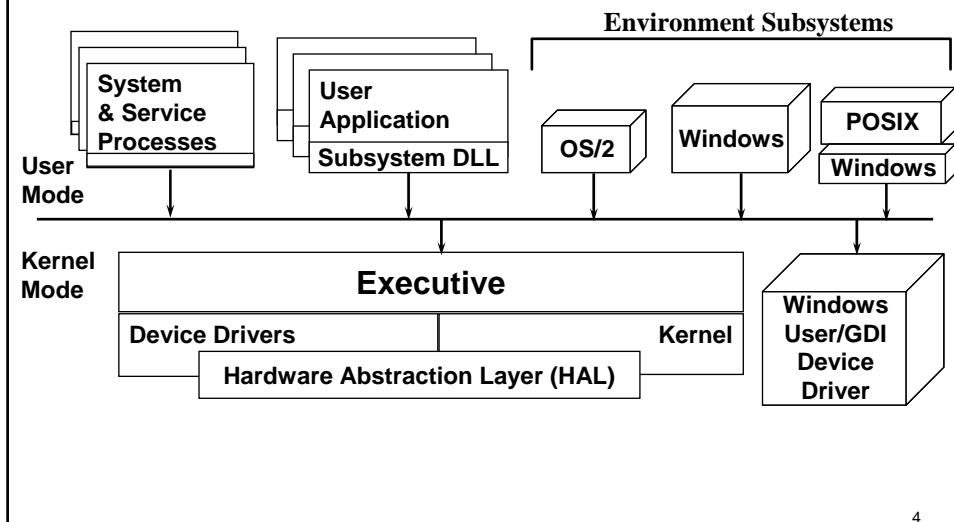 Environment Subsystems
System
& Service
Processes
User
Application
Subsystem DLL
OS/2
Windows
POSIX
Windows
User
Mode
Kernel
Mode
Executive
Device Drivers
Kernel
Hardware Abstraction Layer (HAL)
Windows
User/GDI
Device
Driver
4